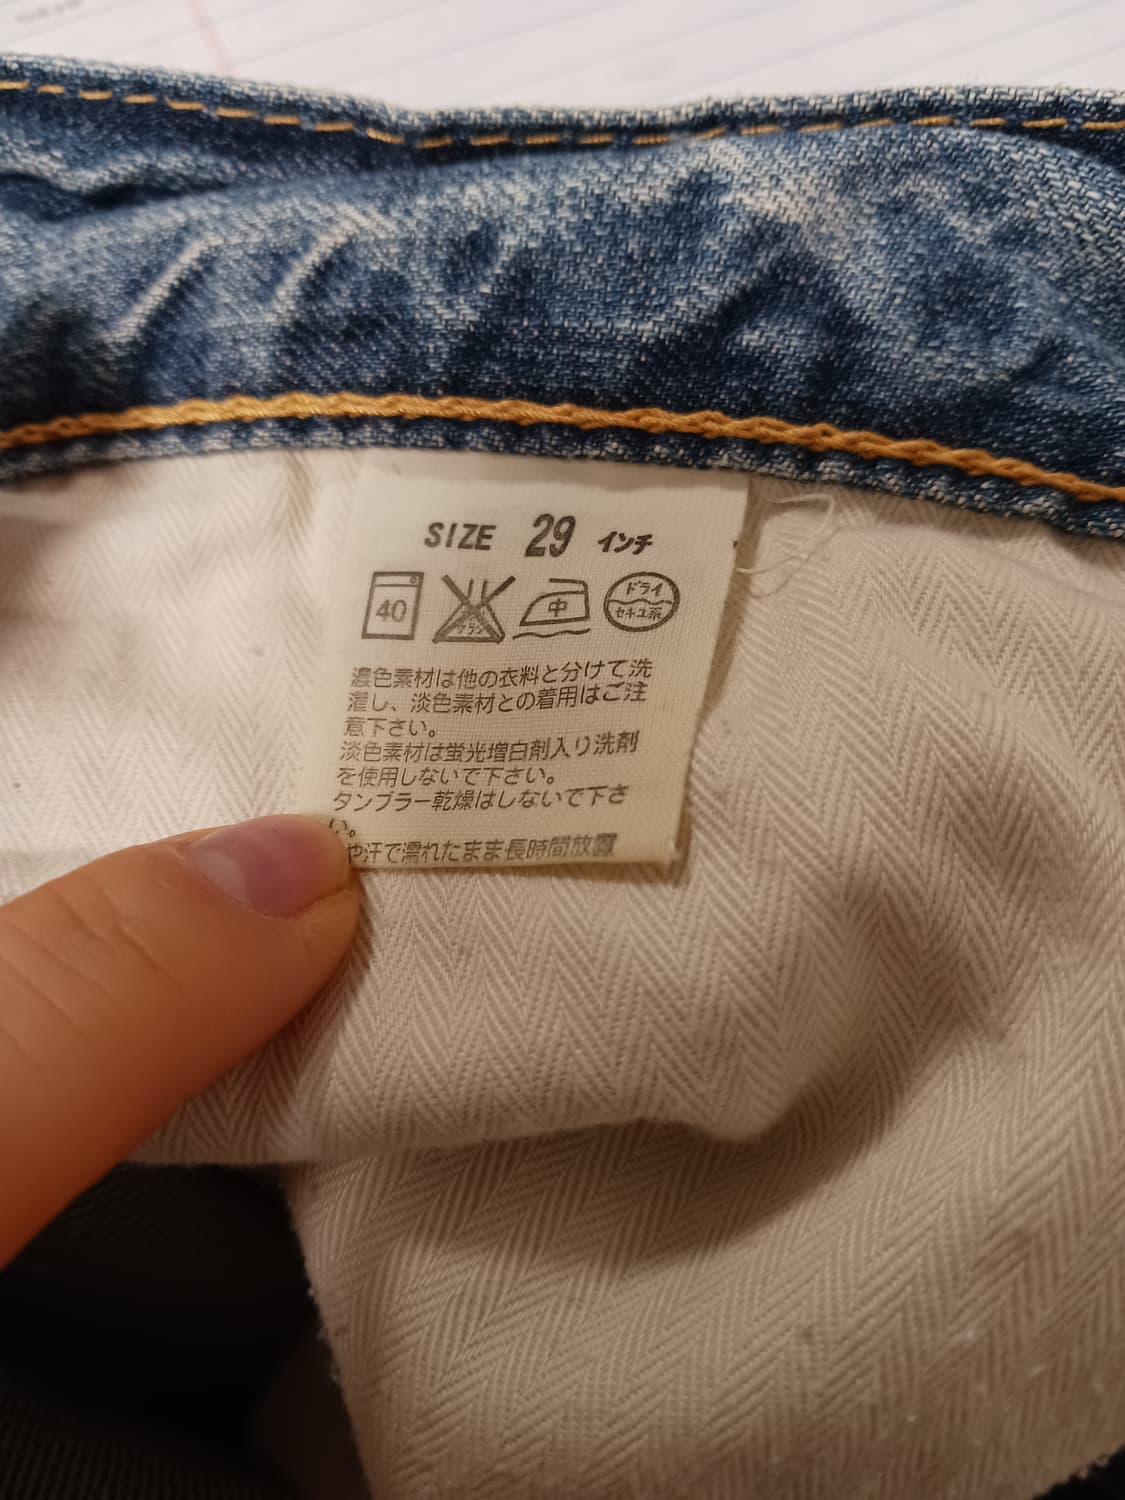 SIZE 29 インチ
40
中
ドライ
セキユ系
濃色素材は他の衣料と分けて洗
濯し、淡色素材との着用はご注
意下さい。
淡色素材は蛍光増白剤入り洗剤
を使用しないで下さい。
タンブラー乾燥はしないで下さ
い。
や汗で濡れたまま長時間放置